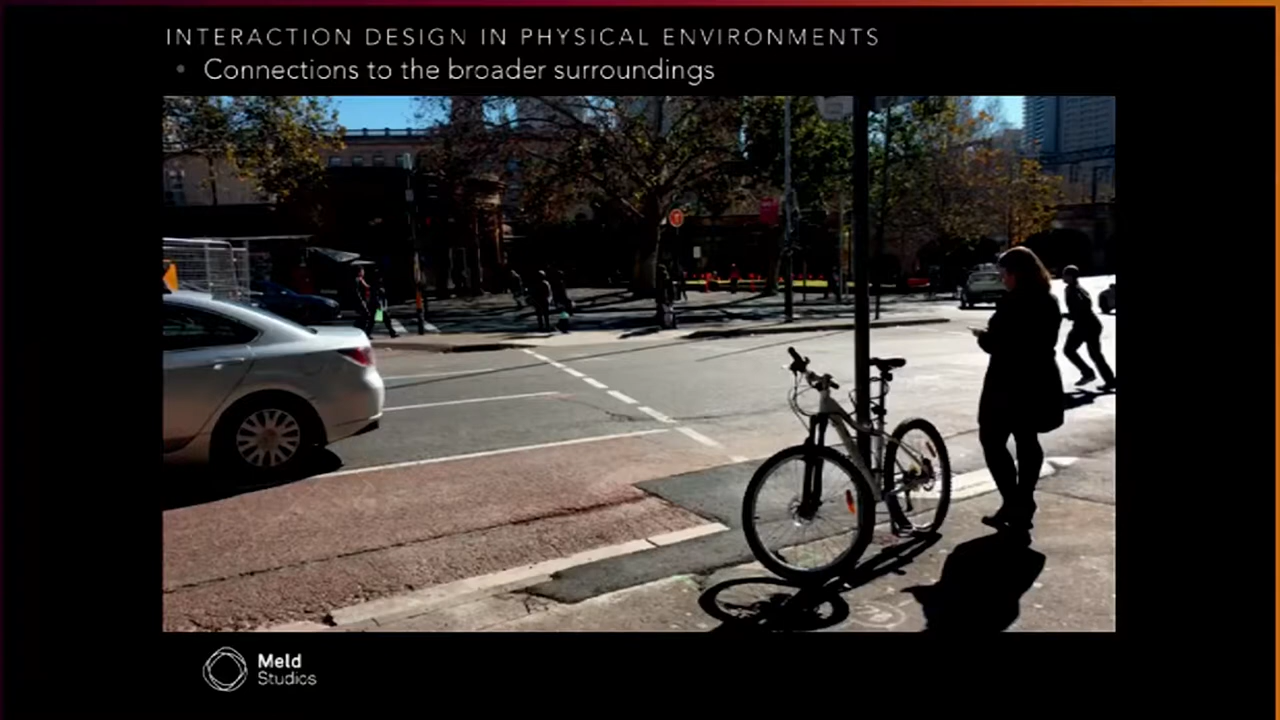 INTERACTION DESIGN IN PHYSICAL ENVIRONMENTS
• Connections to the broader surroundings
Meld
Studios